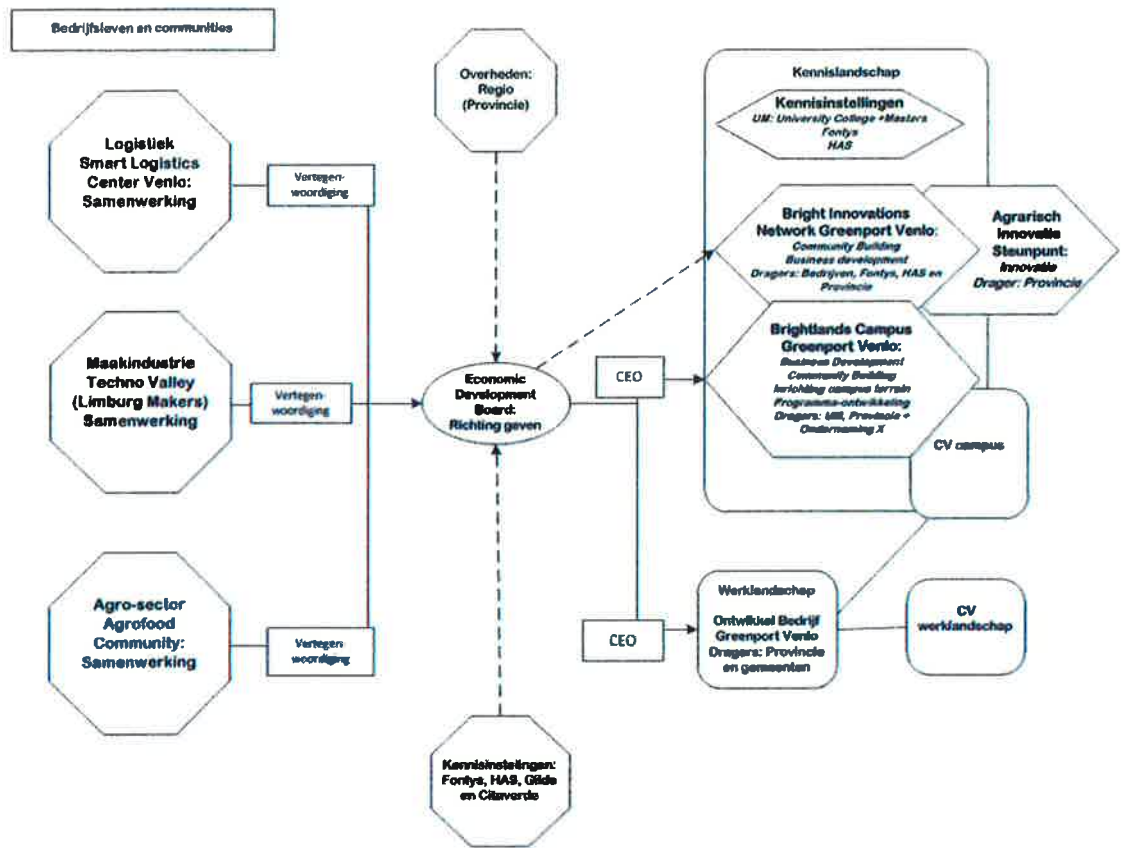 Bedrijfsleven en communities
Logistiek
Smart Logistics
Center Venlo:
Samenwerking
Vertegen-
woordiging
Maakindustrie
Techno Valley
(Limburg Makers)
Samenwerking
Vertegen-
woordiging
Agro-sector
Agrofood
Community:
Samenwerking
Vertegen-
woordiging
Overheden:
Regio
(Provincie)
Economic
Development
Board:
Richting geven
Kennisinstellingen:
Fontys, HAS, Gilde
en Citaverde
CEO
CEO
Kennislandschap
Kennisinstellingen
UM: University College +Masters
Fontys
HAS
Bright Innovations
Network Greenport Venlo:
Community Building
Business development
Dragers: Bedrijven, Fontys, HAS en
Provincie
Agrarisch
Innovatie
Steunpunt:
Innovatie
Drager: Provincie
Brightlands Campus
Greenport Venlo:
Business Development
Community Building
Inrichting campus terrain
Programma-ontwikkeling
Dragers: UM, Provincie +
Onderneming X
CV campus
Werklandschap
Ontwikkel Bedrijf
Greenport Venlo
Dragers: Provincie
en gemeenten
CV
werklandschap